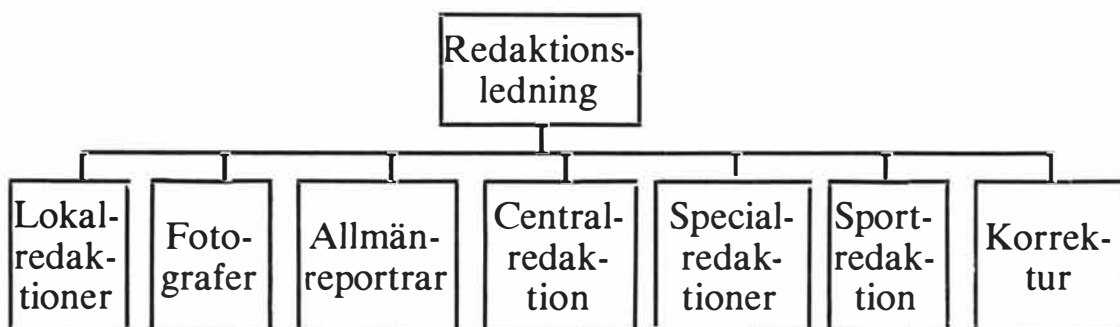 Redaktions-
ledning
Lokal-
redak-
tioner
Foto-
grafer
Allmän-
reportrar
Central-
redak-
tion
Special-
redak-
tioner
Sport-
redak-
tion
Korrek-
tur